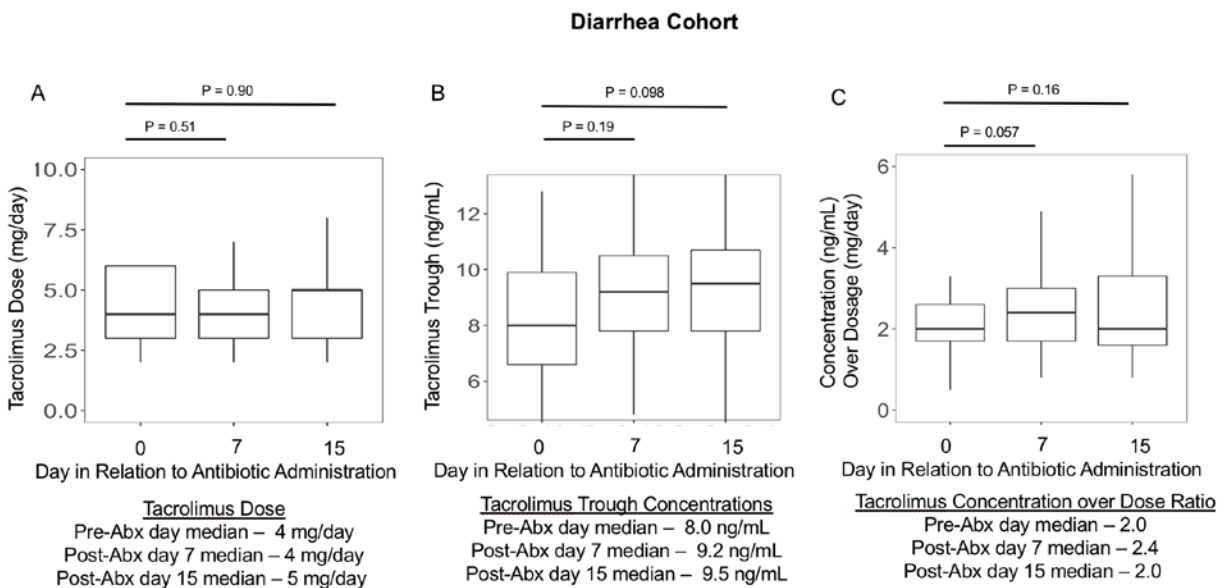 Diarrhea Cohort
A
P = 0.90
P = 0.51
Tacrolimus Dose (mg/day)
10.0
7.5
5.0
2.5
0.0
0 7 15
Day in Relation to Antibiotic Administration
Tacrolimus Dose
Pre-Abx day median – 4 mg/day
Post-Abx day 7 median – 4 mg/day
Post-Abx day 15 median – 5 mg/day
B
P = 0.098
P = 0.19
Tacrolimus Trough (ng/mL)
12
10
8
6
0 7 15
Day in Relation to Antibiotic Administration
Tacrolimus Trough Concentrations
Pre-Abx day median – 8.0 ng/mL
Post-Abx day 7 median – 9.2 ng/mL
Post-Abx day 15 median – 9.5 ng/mL
C
P = 0.16
P = 0.057
Concentration (ng/mL)
Over Dosage (mg/day)
6
4
2
0
0 7 15
Day in Relation to Antibiotic Administration
Tacrolimus Concentration over Dose Ratio
Pre-Abx day median – 2.0
Post-Abx day 7 median – 2.4
Post-Abx day 15 median – 2.0